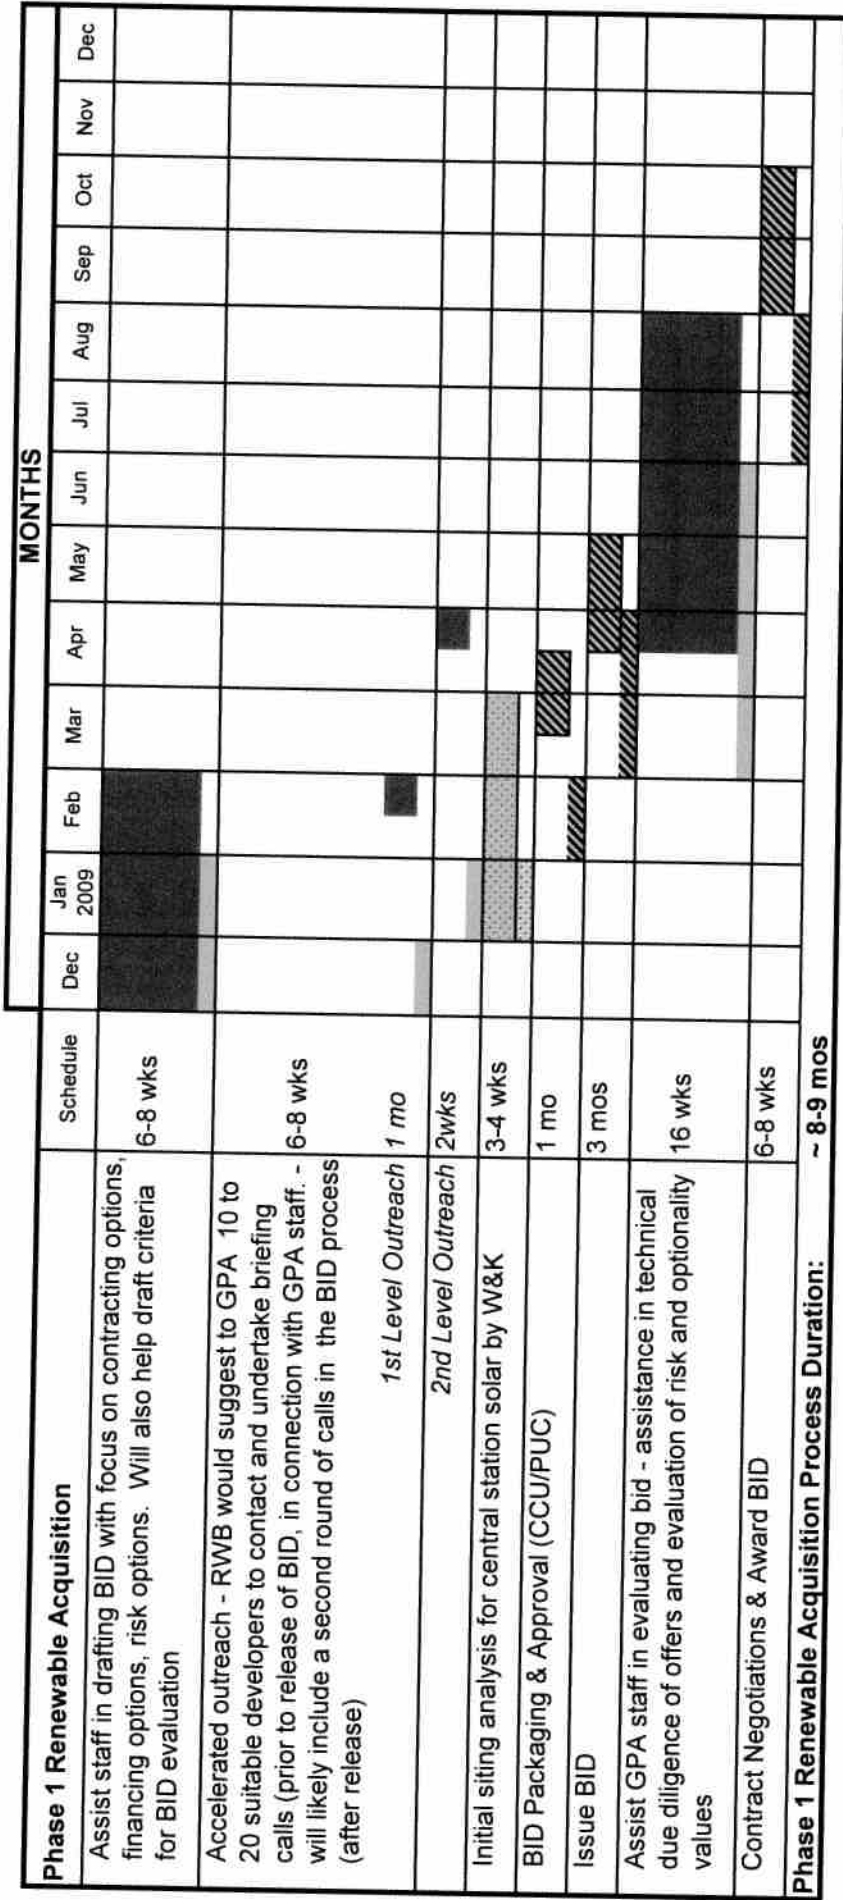 MONTHS
Phase 1 Renewable Acquisition
Schedule
Dec
Jan
2009
Feb
Mar
Apr
May
Jun
Jul
Aug
Sep
Oct
Nov
Dec
Assist staff in drafting BID with focus on contracting options,
financing options, risk options.  Will also help draft criteria
for BID evaluation
6-8 wks
Accelerated outreach - RWB would suggest to GPA  10 to
20 suitable developers to contact and undertake briefing
calls (prior to release of BID, in connection with GPA staff. -
will likely include a second round of calls in  the BID process
(after release)
6-8 wks
1st Level Outreach
1 mo
2nd Level Outreach
2wks
Initial siting analysis for central station solar by W&K
3-4 wks
BID Packaging & Approval (CCU/PUC)
1 mo
Issue BID
3 mos
Assist GPA staff in evaluating bid - assistance in technical
due diligence of offers and evaluation of risk and optionality
values
16 wks
Contract Negotiations & Award BID
6-8 wks
Phase 1 Renewable Acquisition Process Duration:
~ 8-9 mos